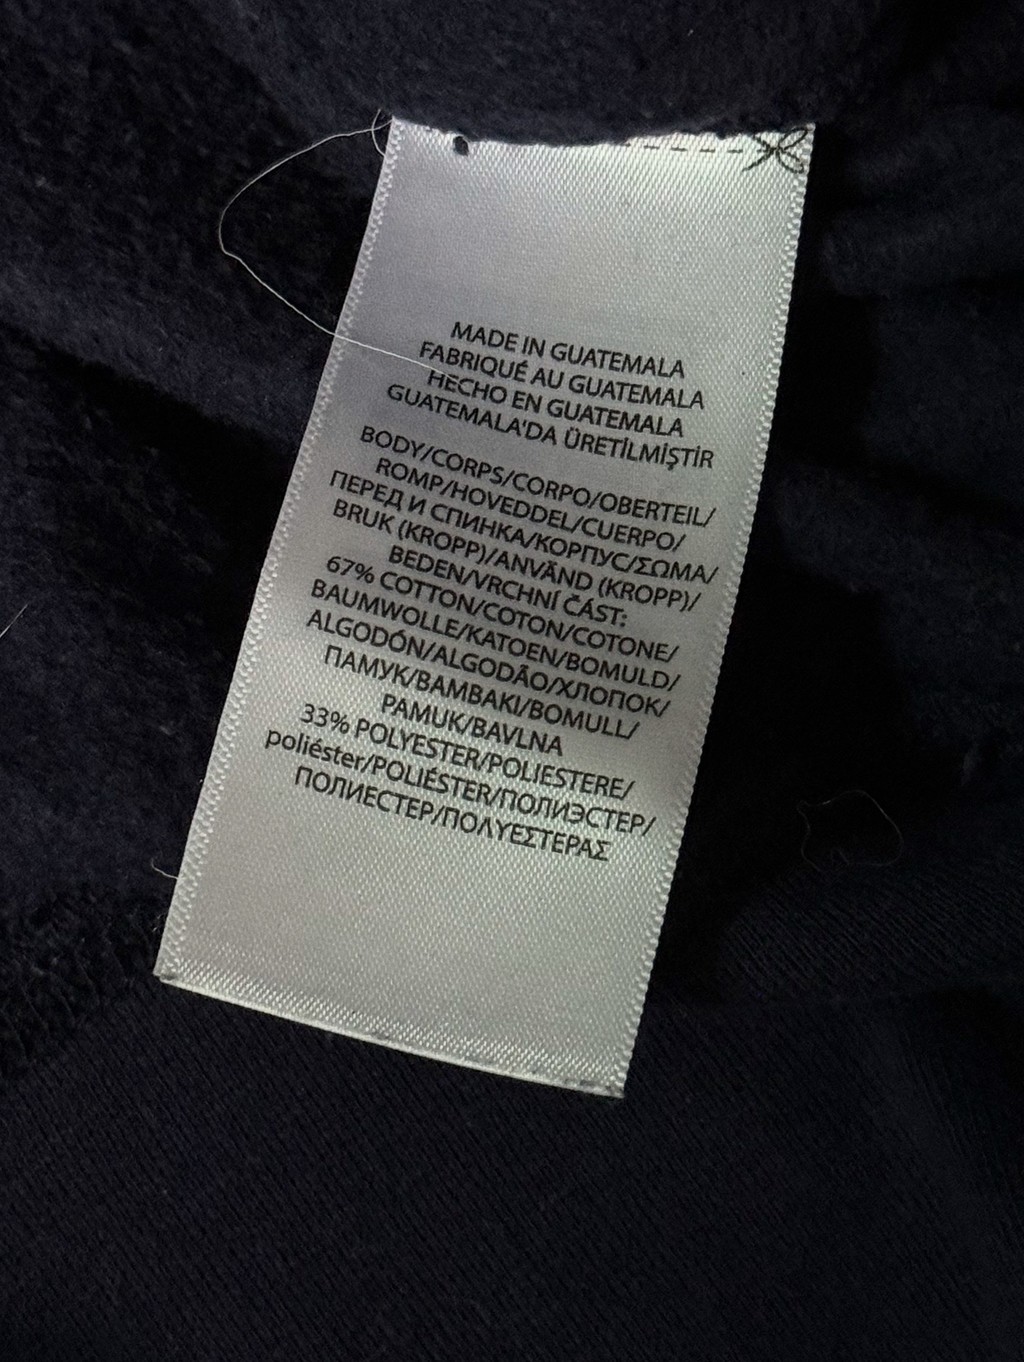 MADE IN GUATEMALA
FABRIQUÉ AU GUATEMALA
HECHO EN GUATEMALA
GUATEMALA'DA ÜRETİLMİŞTİR
BODY/CORPS/CORPO/OBERTEIL/
ROMP/HOVEDDEL/CUERPO/
ПЕРЕД И СПИНКА/КОРПУС/ΣΩΜΑ/
BRUK (KROPP)/ANVÄND (KROPP)/
BEDEN/VRCHNÍ ČÁST:
67% COTTON/COTON/COTONE/
BAUMWOLLE/KATOEN/BOMULD/
ALGODÓN/ALGODÃO/ХЛОПОК/
ПАМУК/ΒΑΜΒΑΚΙ/BOMULL/
PAMUK/BAVLNA
33% POLYESTER/POLIESTERE/
poliéster/POLIÉSTER/ПОЛИЭСТЕР/
ПОЛИЕСТЕР/ΠΟΛΥΕΣΤΕΡΑΣ